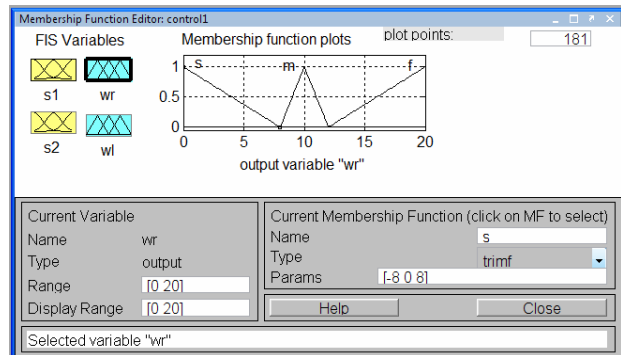 Membership Function Editor: control1
FIS Variables
Membership function plots
plot points:
181
s1
wr
s2
wl
s
m
f
1
0.5
0
0
5
10
15
20
output variable "wr"
Current Variable
Name wr
Type output
Range [0 20]
Display Range [0 20]
Current Membership Function (click on MF to select)
Name s
Type trimf
Params [-8 0 8]
Help
Close
Selected variable "wr"